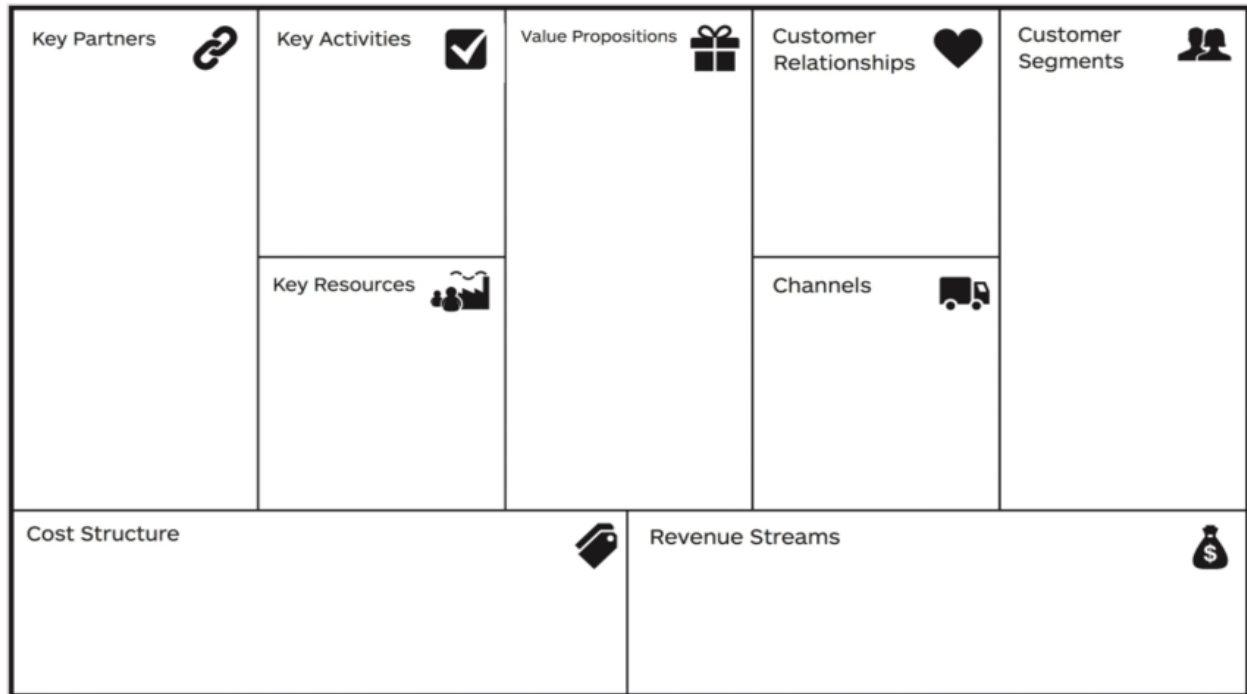 Key Partners
Key Activities
Value Propositions
Customer
Relationships
Customer
Segments
Key Resources
Channels
Cost Structure
Revenue Streams
$